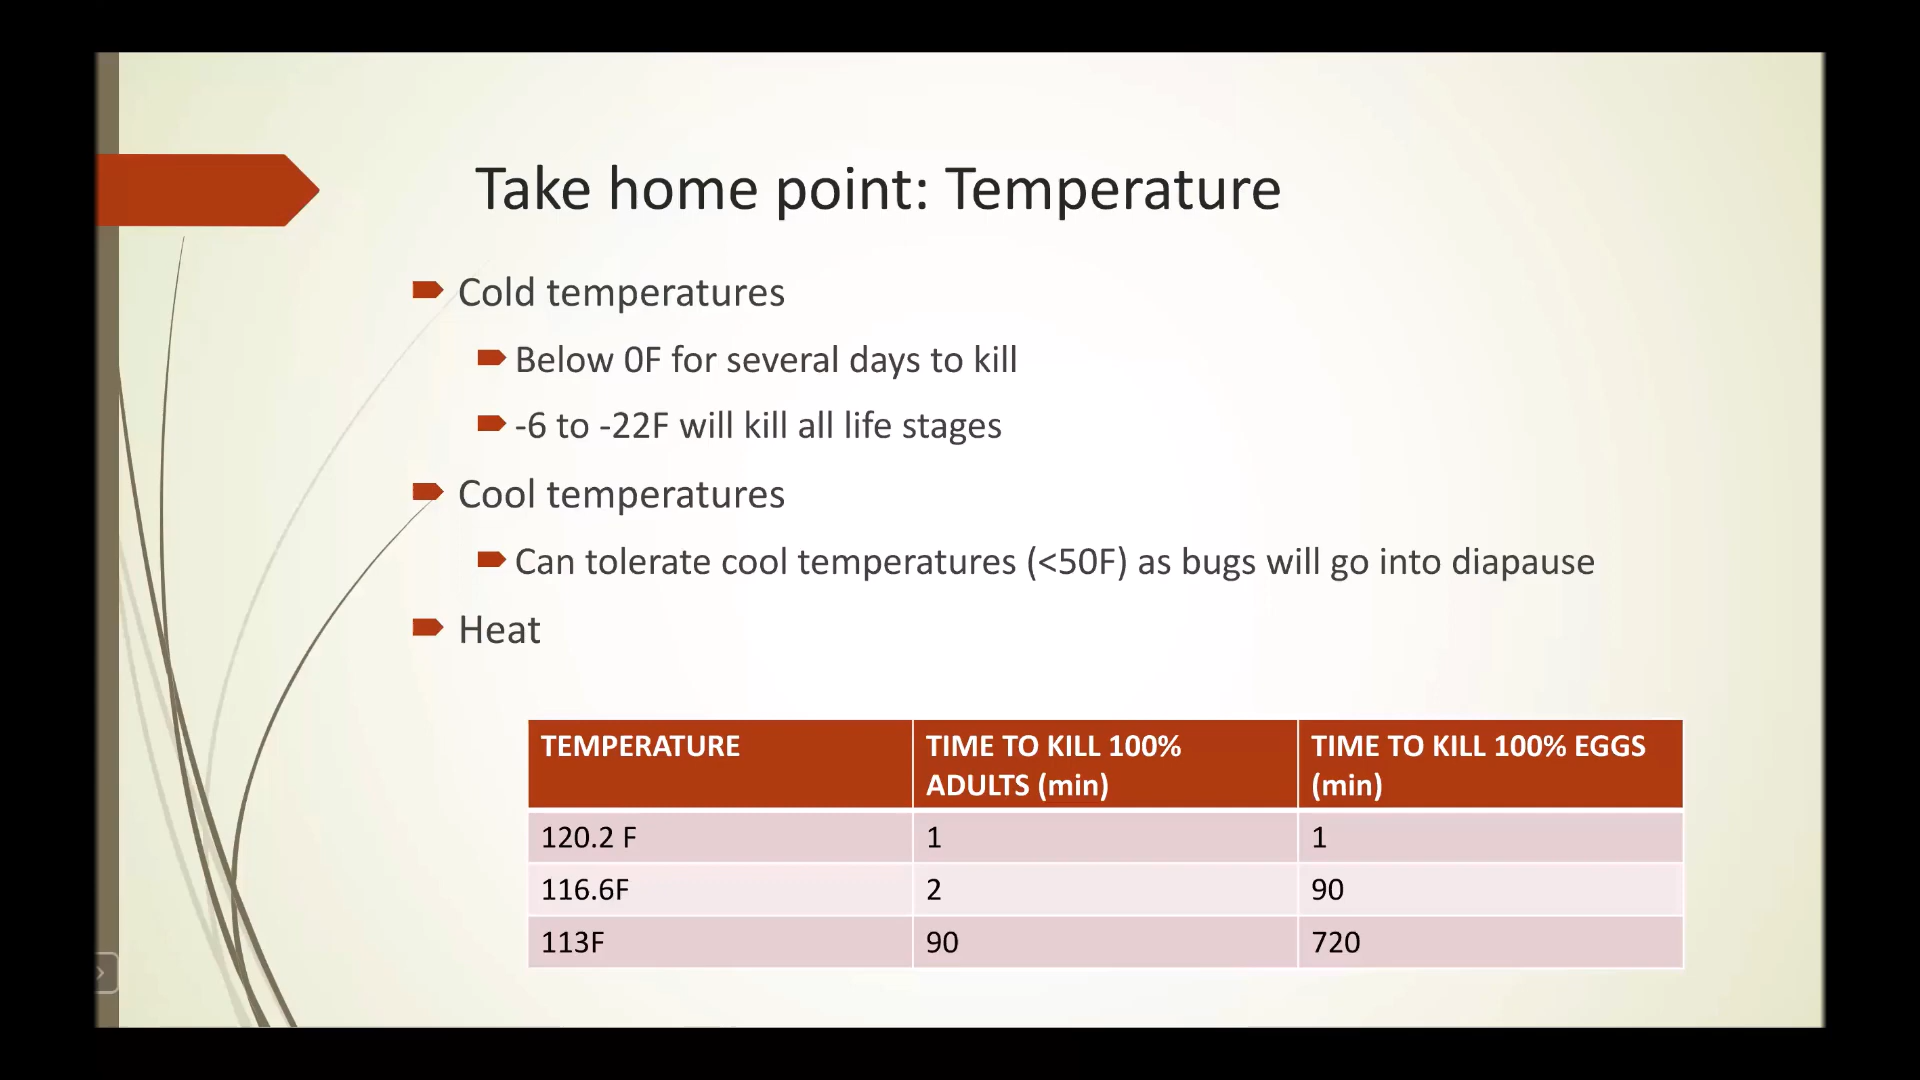 Take home point: Temperature
Cold temperatures
Below 0F for several days to kill
-6 to -22F will kill all life stages
Cool temperatures
Can tolerate cool temperatures (<50F) as bugs will go into diapause
Heat
TEMPERATURE
TIME TO KILL 100%
ADULTS (min)
TIME TO KILL 100% EGGS
(min)
120.2 F
1
1
116.6F
2
90
113F
90
720